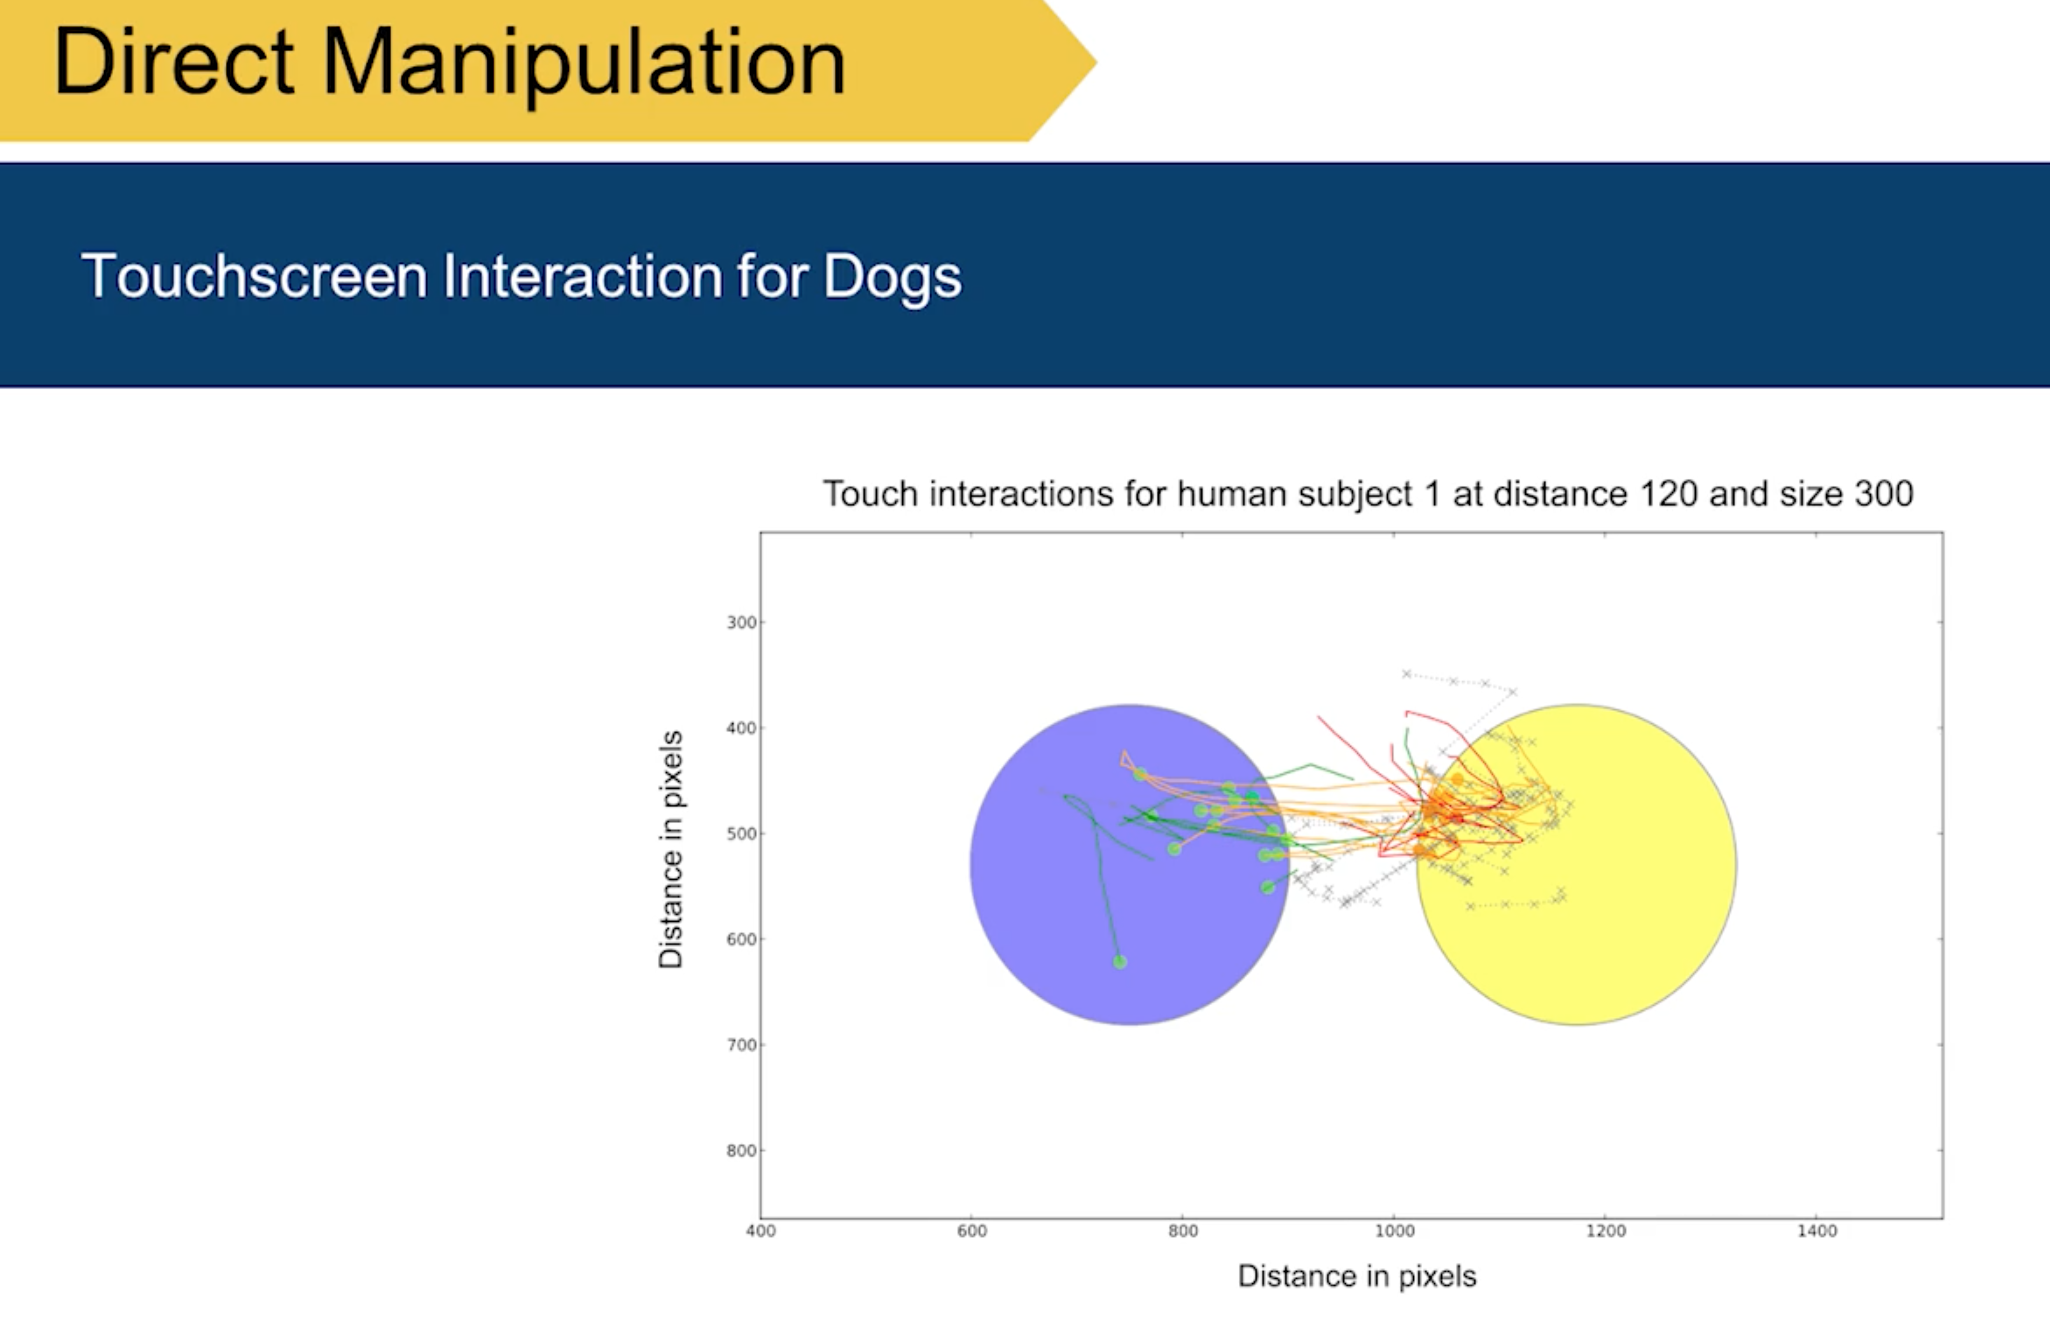 Direct Manipulation
Touchscreen Interaction for Dogs
Touch interactions for human subject 1 at distance 120 and size 300
Distance in pixels
300
400
500
600
700
800
400
600
800
1000
1200
1400
Distance in pixels